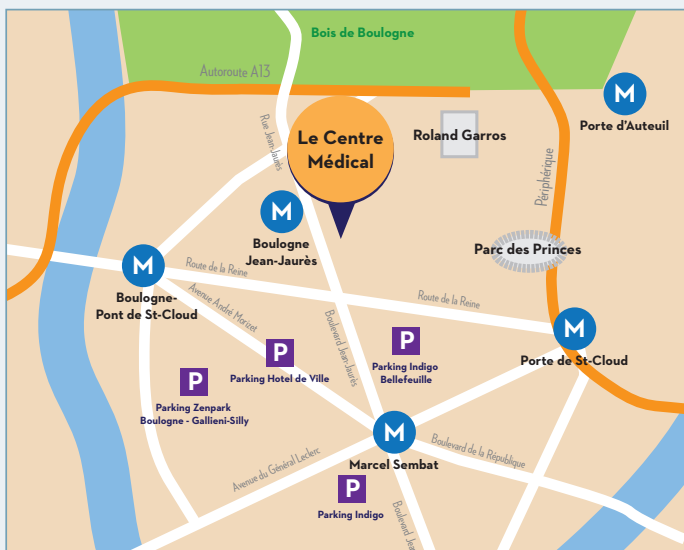 Bois de Boulogne
Autoroute A13
M
Porte d'Auteuil
Rue Jean-Jaurès
Le Centre
Médical
Roland Garros
Périphérique
M
Boulogne
Jean-Jaurès
Parc des Princes
M
Boulogne-
Pont de St-Cloud
Route de la Reine
Route de la Reine
Avenue André Morizet
Boulevard Jean-Jaurès
M
Porte de St-Cloud
P
Parking Hotel de Ville
P
Parking Indigo
Bellefeuille
P
Parking Zenpark
Boulogne - Gallieni-Silly
M
Marcel Sembat
Avenue du Général Leclerc
Boulevard de la République
P
Parking Indigo
Boulevard Jea